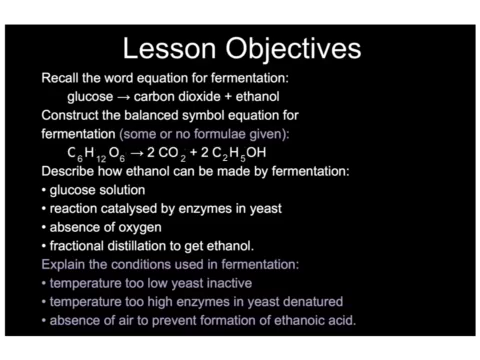 Lesson Objectives
Recall the word equation for fermentation:
glucose → carbon dioxide + ethanol
Construct the balanced symbol equation for
fermentation (some or no formulae given):
C₆H₁₂O₆ → 2 CO₂ + 2 C₂H₅OH
Describe how ethanol can be made by fermentation:
• glucose solution
• reaction catalysed by enzymes in yeast
• absence of oxygen
• fractional distillation to get ethanol.
Explain the conditions used in fermentation:
• temperature too low yeast inactive
• temperature too high enzymes in yeast denatured
• absence of air to prevent formation of ethanoic acid.